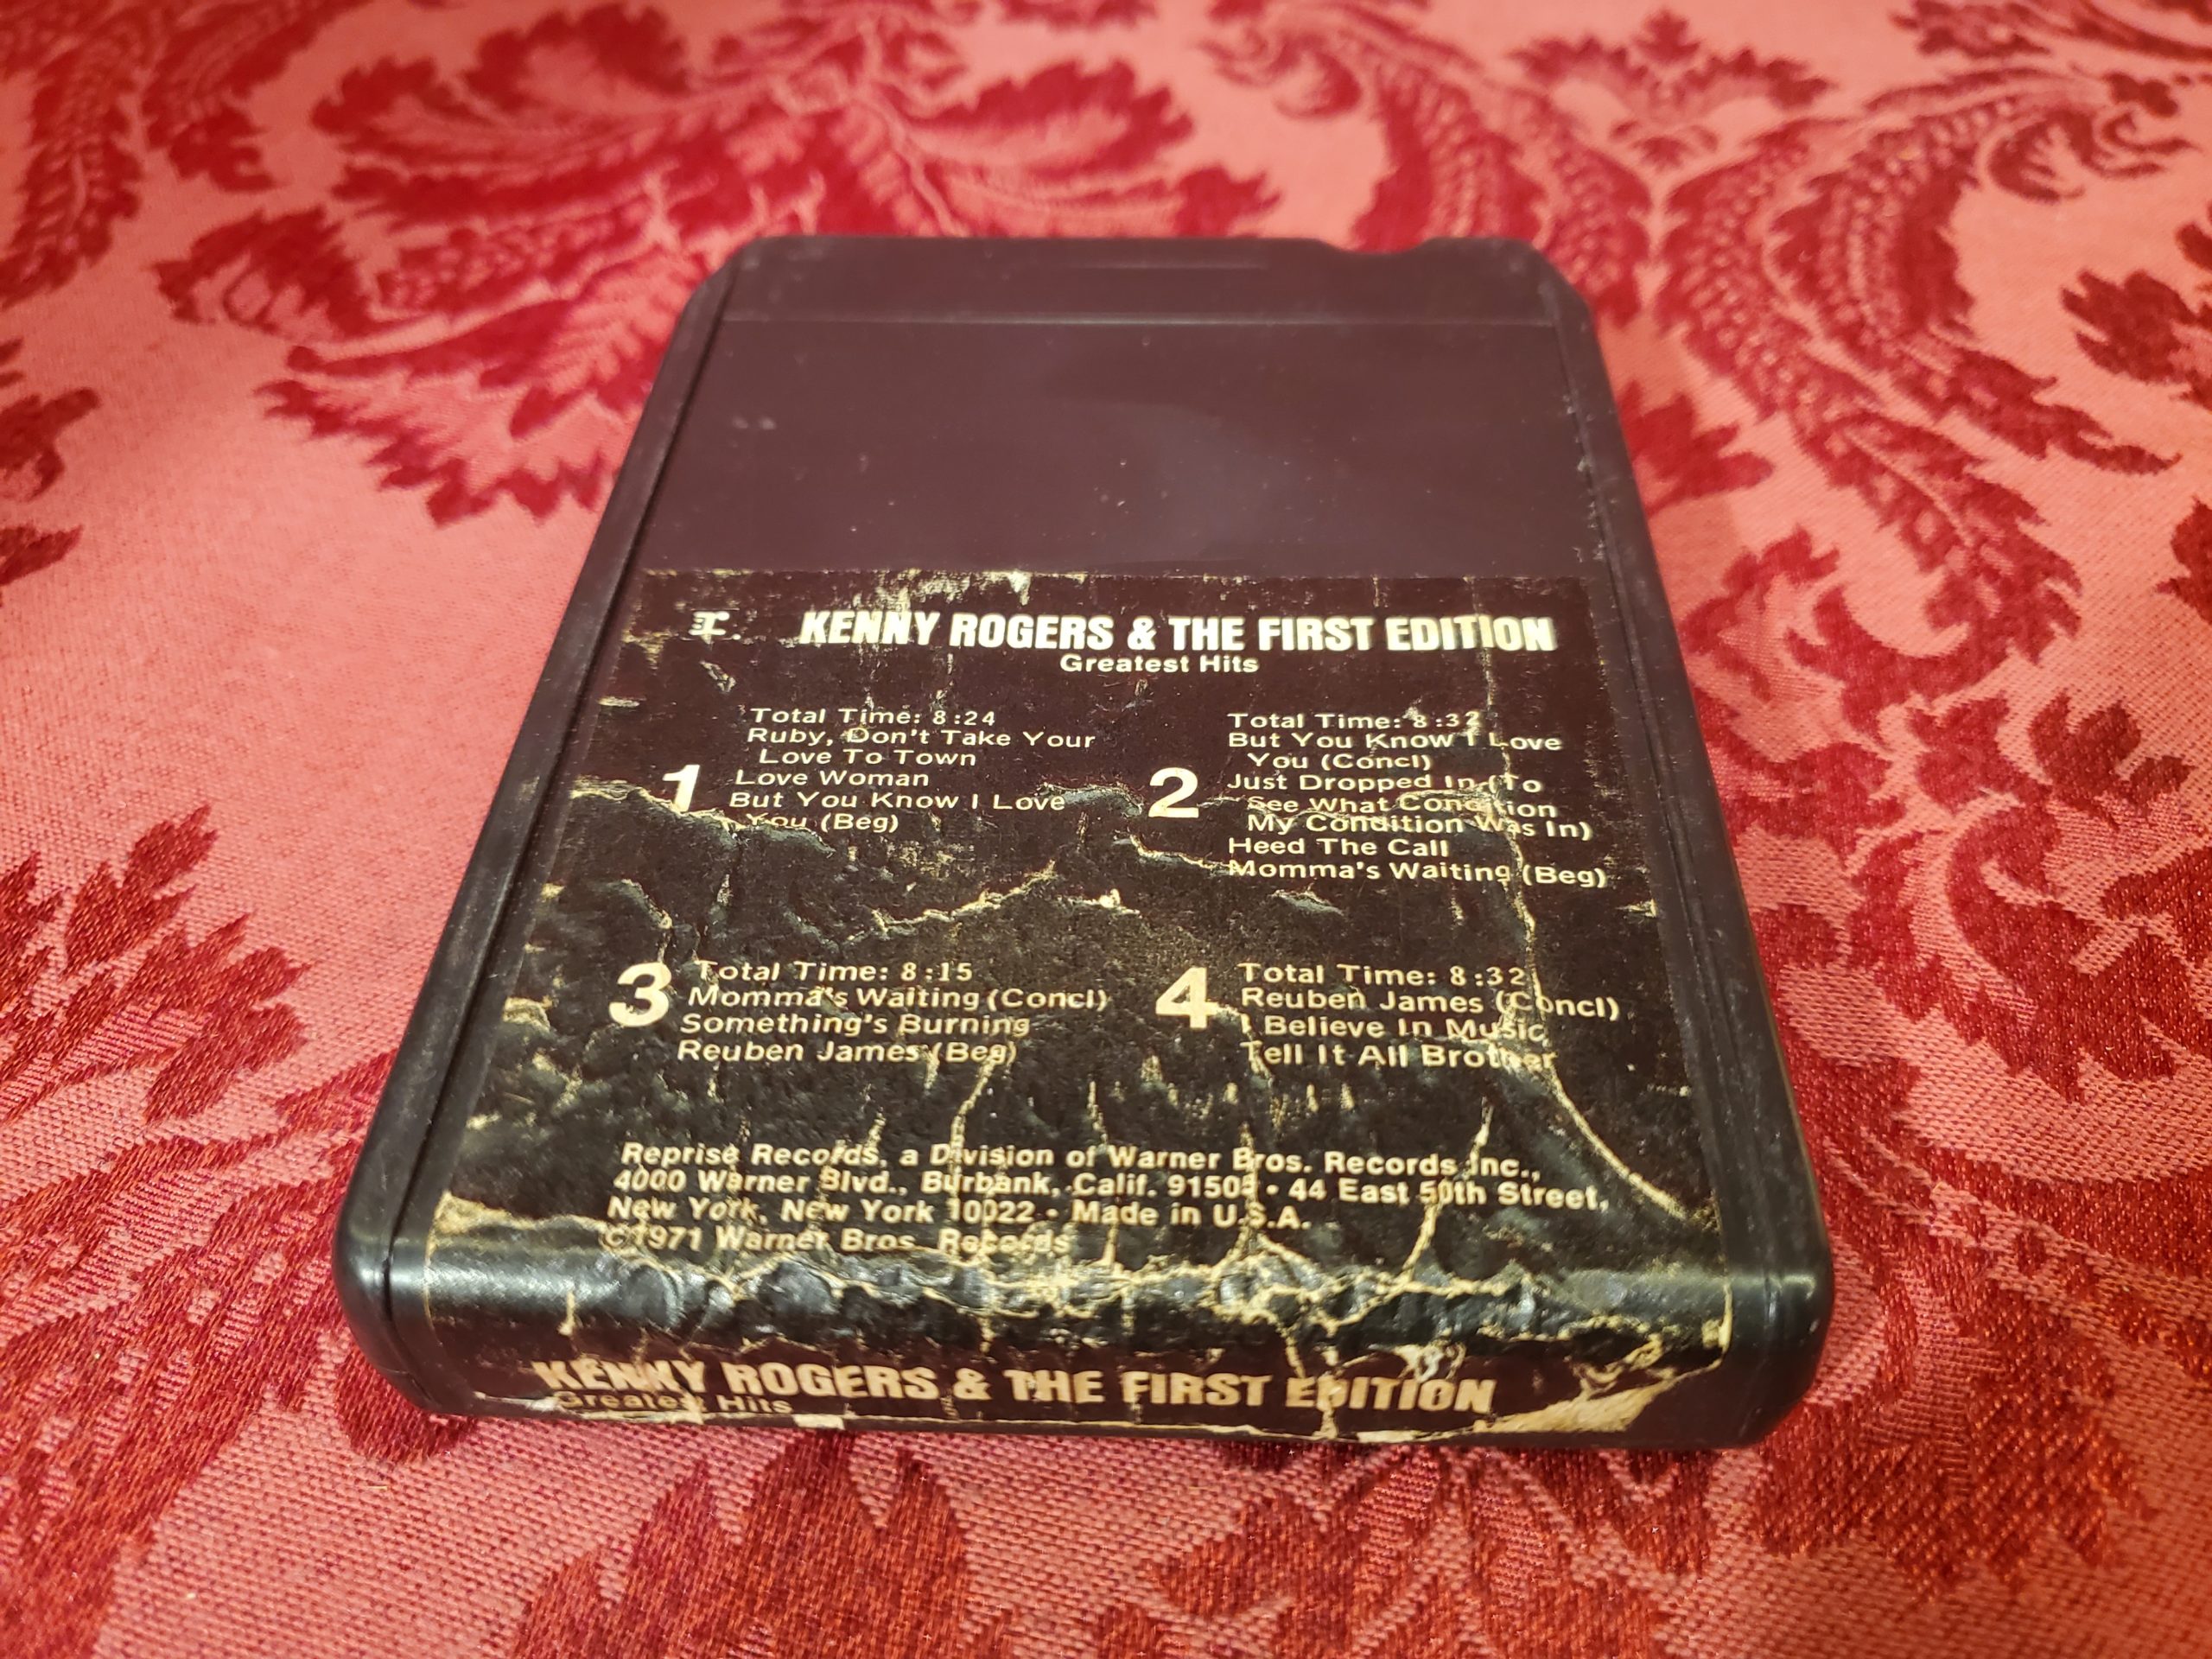 KENNY ROGERS & THE FIRST EDITION
Greatest Hits
1
Total Time: 8:24
Ruby, Don't Take Your
Love To Town
Love Woman
But You Know I Love
You (Beg)
2
Total Time: 8:32
But You Know I Love
You (Concl)
Just Dropped In (To
See What Condition
My Condition Was In)
Heed The Call
Momma's Waiting (Beg)
3
Total Time: 8:15
Momma's Waiting (Concl)
Something's Burning
Reuben James (Beg)
4
Total Time: 8:32
Reuben James (Concl)
I Believe In Music
Tell It All Brother
Reprise Records, a Division of Warner Bros. Records Inc.,
4000 Warner Blvd., Burbank, Calif. 91505 • 44 East 50th Street,
New York, New York 10022 • Made in U.S.A.
©1971 Warner Bros. Records
KENNY ROGERS & THE FIRST EDITION
Greatest Hits